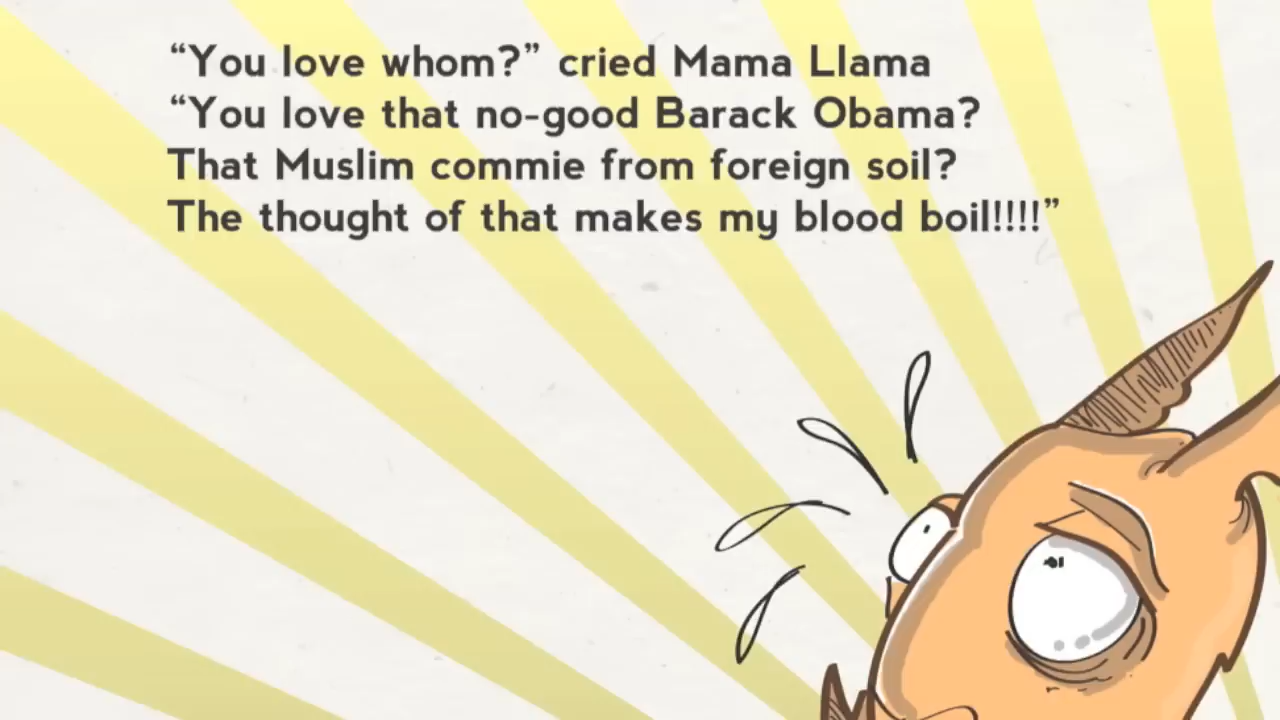 “You love whom?” cried Mama Llama
“You love that no-good Barack Obama?
That Muslim commie from foreign soil?
The thought of that makes my blood boil!!!!”